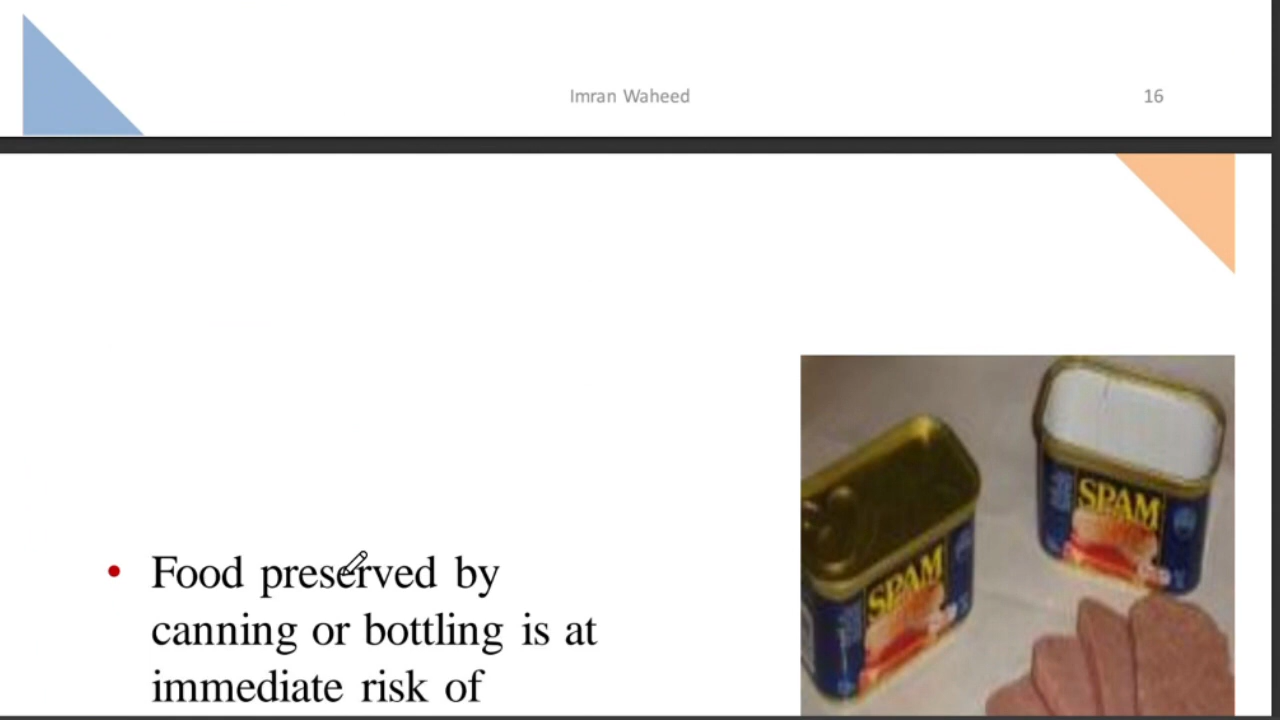 Imran Waheed
16
SPAM
SPAM
• Food preserved by
canning or bottling is at
immediate risk of